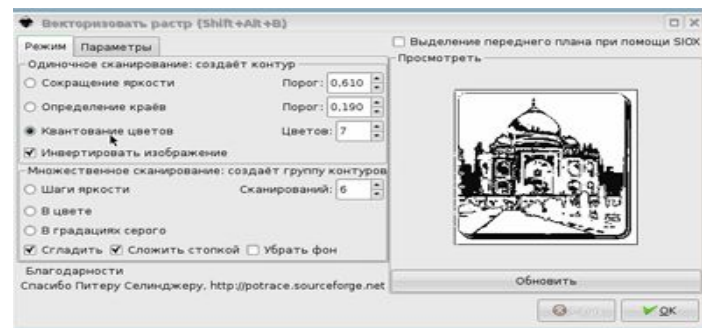 Векторизовать растр (Shift+Alt+B)
Режим Параметры
Выделение переднего плана при помощи SIOX
Одиночное сканирование: создаёт контур
Просмотреть
Сокращение яркости Порог: 0,610
Определение краёв Порог: 0,190
Квантование цветов Цветов: 7
Инвертировать изображение
Множественное сканирование: создаёт группу контуров
Шаги яркости Сканирований: 6
В цвете
В градациях серого
Сгладить Сложить стопкой Убрать фон
Благодарности
Спасибо Питеру Селинджеру, http://potrace.sourceforge.net
Обновить
OK